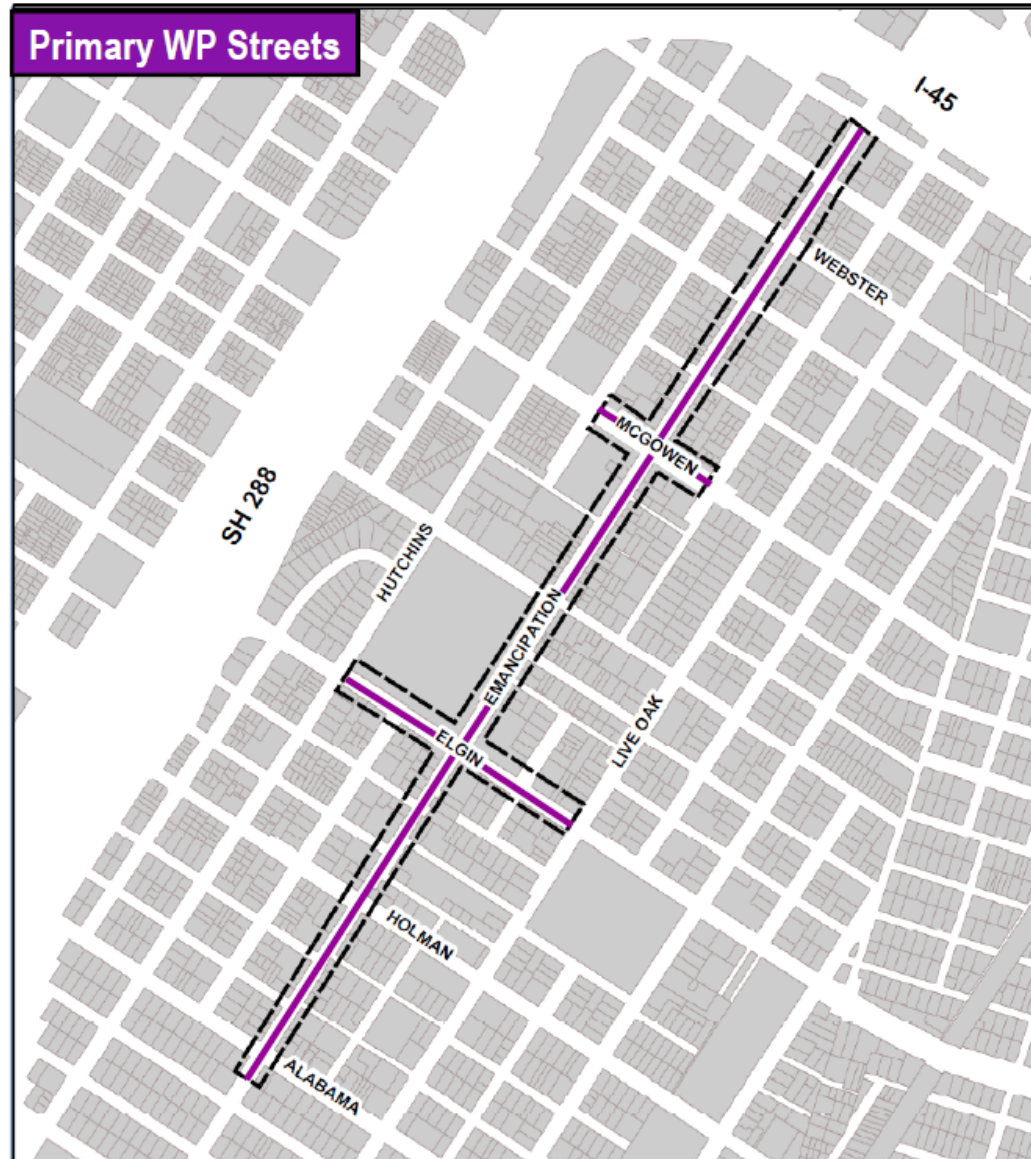 Primary WP Streets
I-45
WEBSTER
MCGOWEN
SH 288
HUTCHINS
EMANCIPATION
LIVE OAK
ELGIN
HOLMAN
ALABAMA